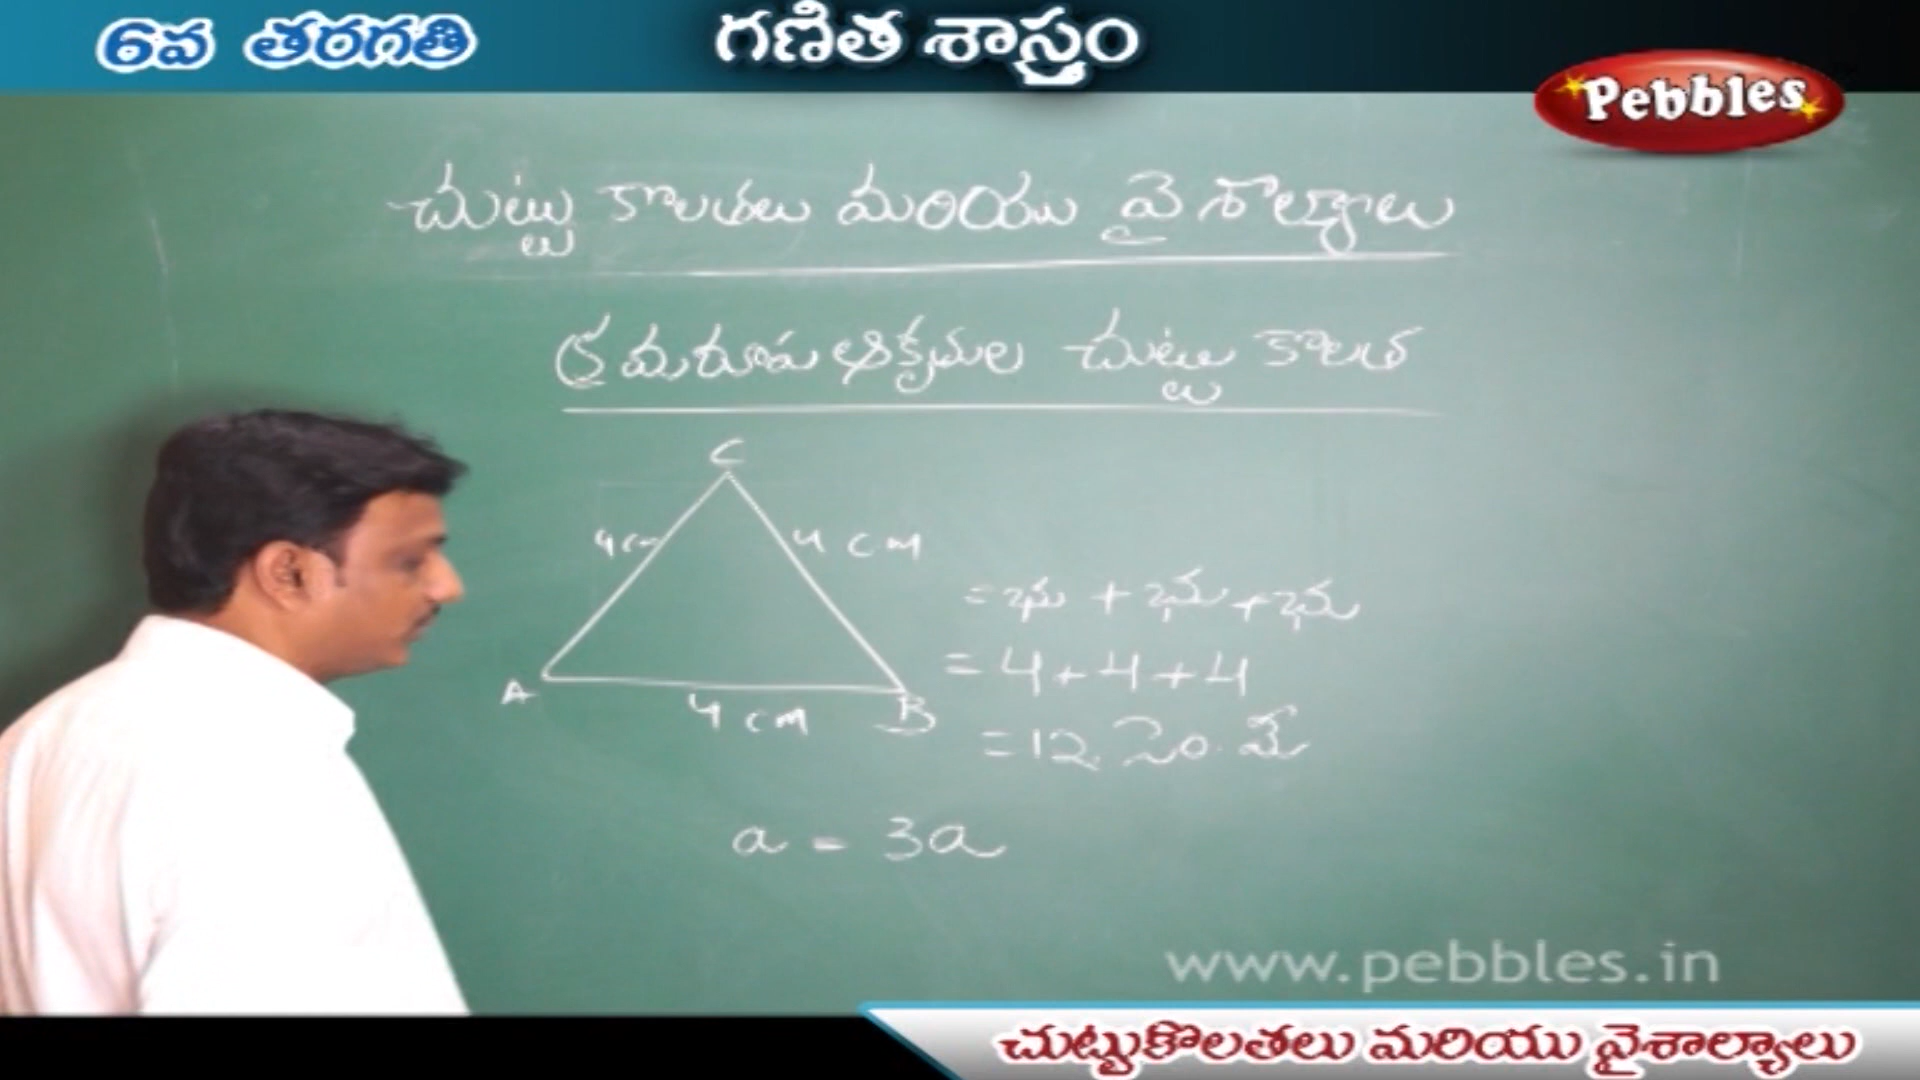 6వ తరగతి
గణిత శాస్త్రం
Pebbles
చుట్టు కొలతలు మరియు వైశాల్యాలు
క్రమరూప ఆకృతుల చుట్టు కొలత
C
4cm
4 cm
= భు + భు + భు
= 4 + 4 + 4
A
4 cm
B
= 12 సెం. మీ
a = 3a
www.pebbles.in
చుట్టుకొలతలు మరియు వైశాల్యాలు